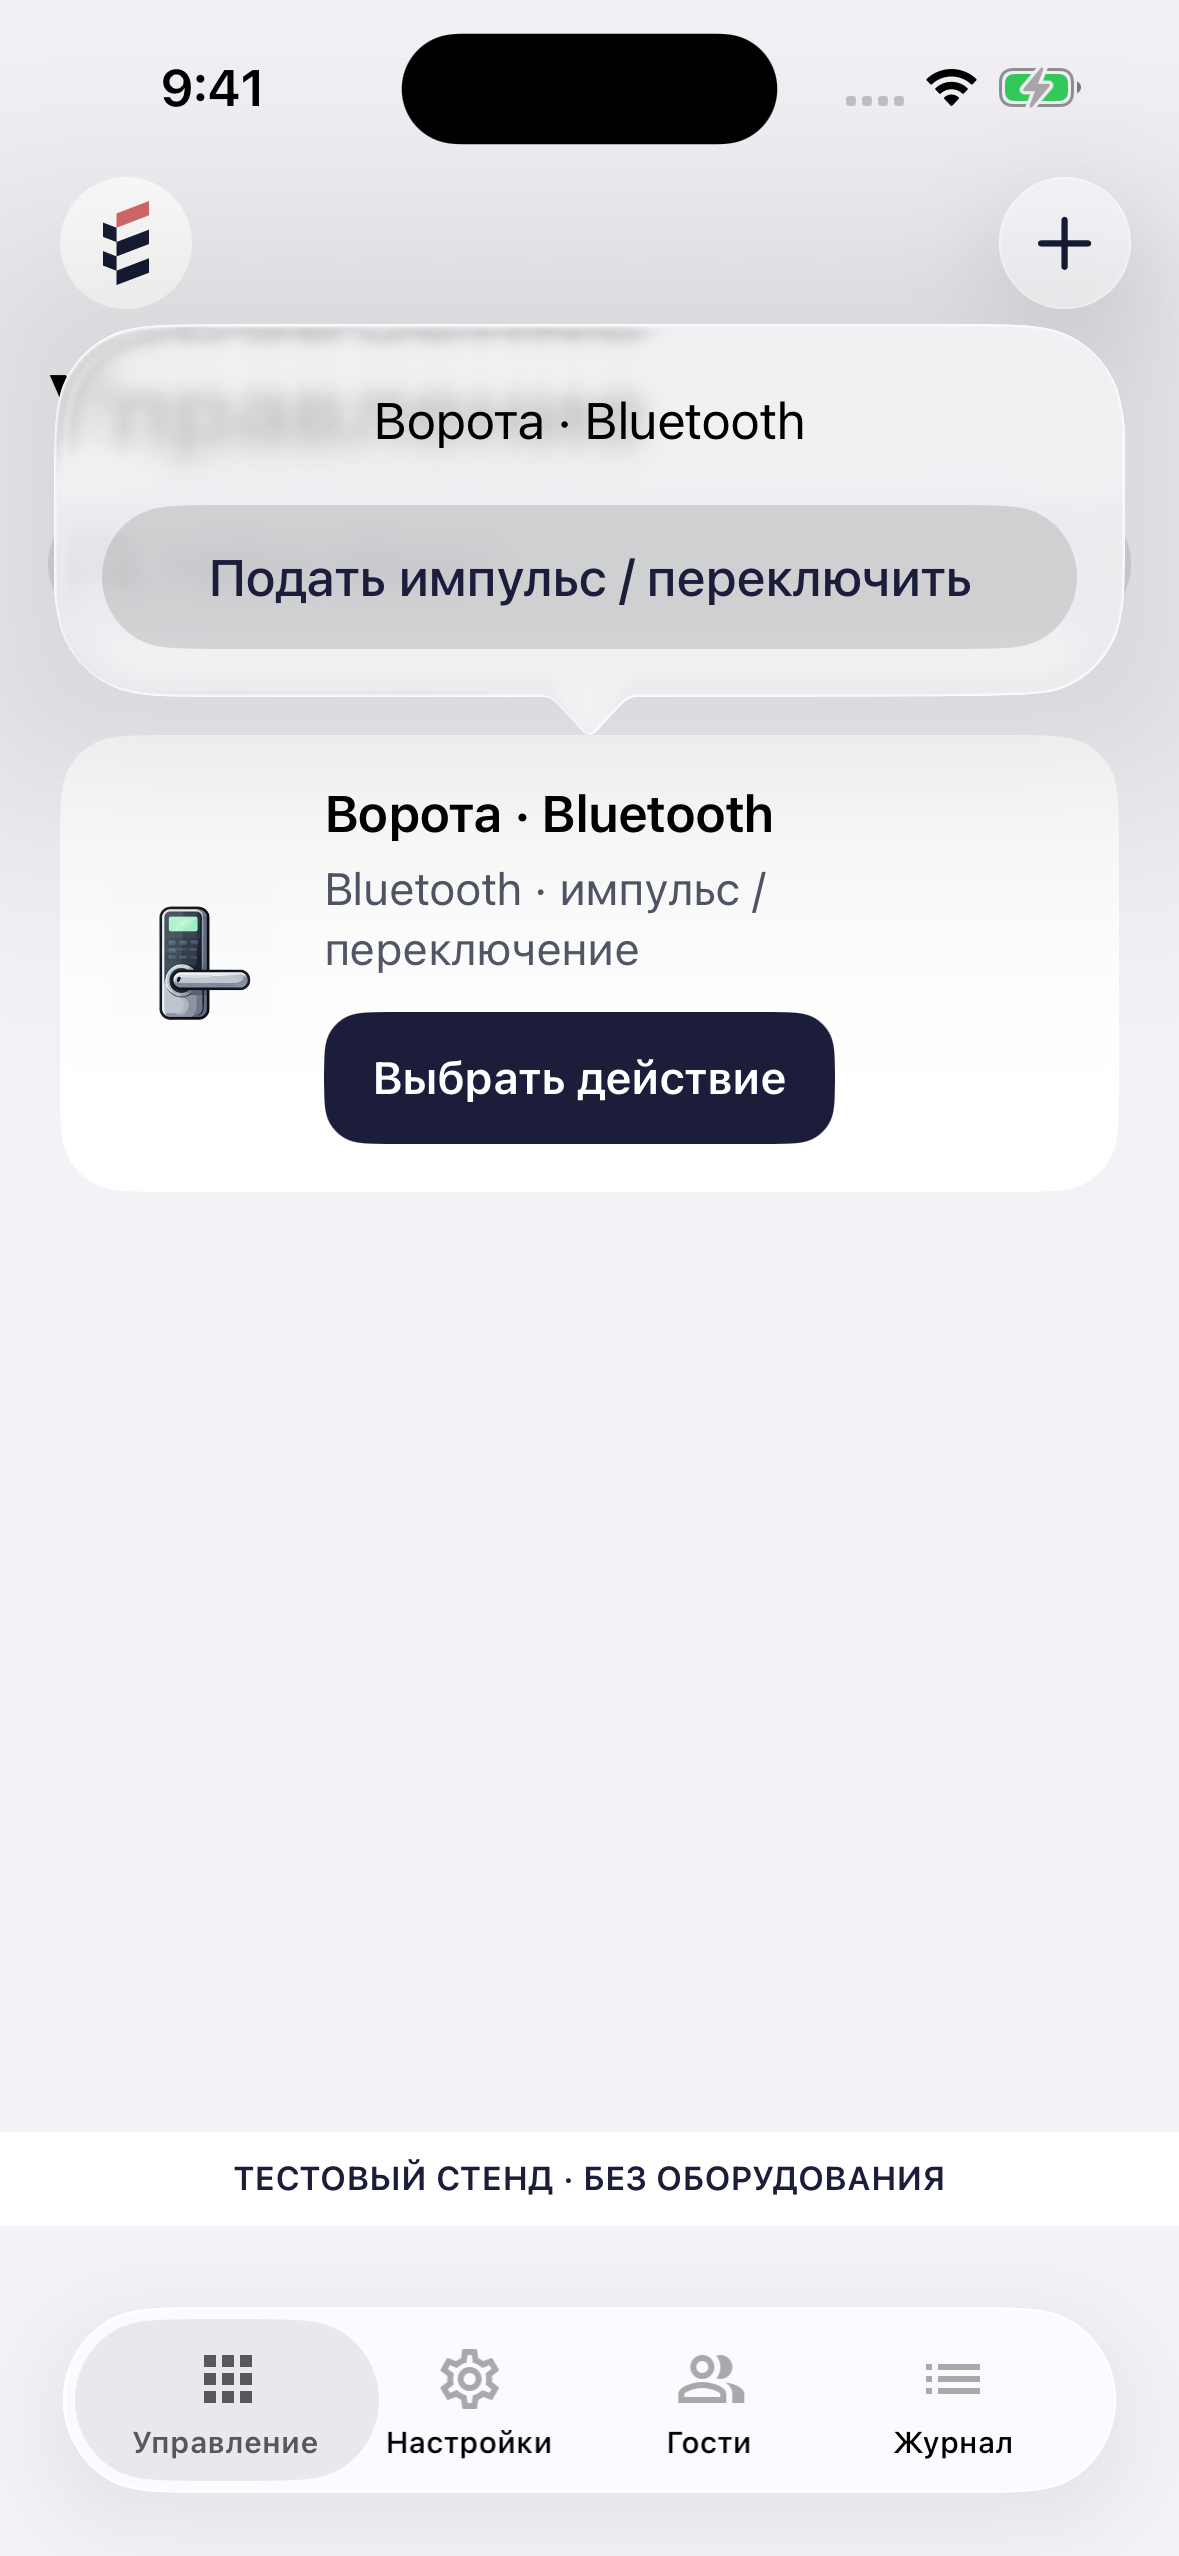 9:41
Ворота · Bluetooth
Подать импульс / переключить
Ворота · Bluetooth
Bluetooth · импульс /
переключение
Выбрать действие
ТЕСТОВЫЙ СТЕНД · БЕЗ ОБОРУДОВАНИЯ
Управление
Настройки
Гости
Журнал